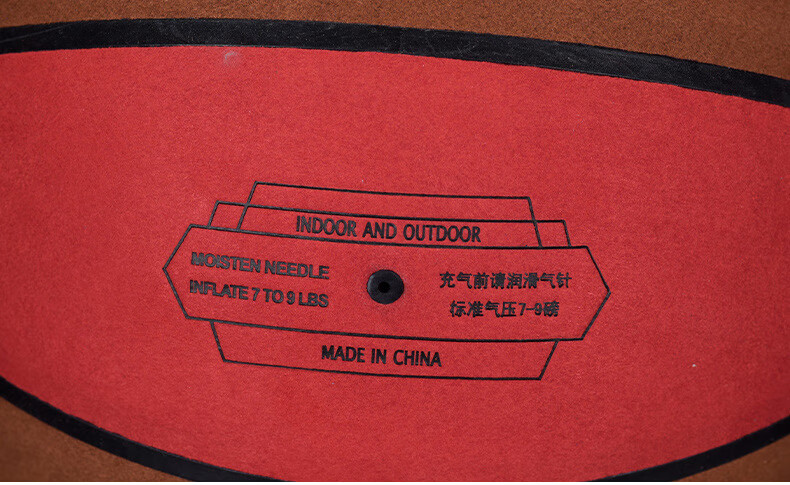 INDOOR AND OUTDOOR
MOISTEN NEEDLE
INFLATE 7 TO 9 LBS
充气前请润滑气针
标准气压7-9磅
MADE IN CHINA